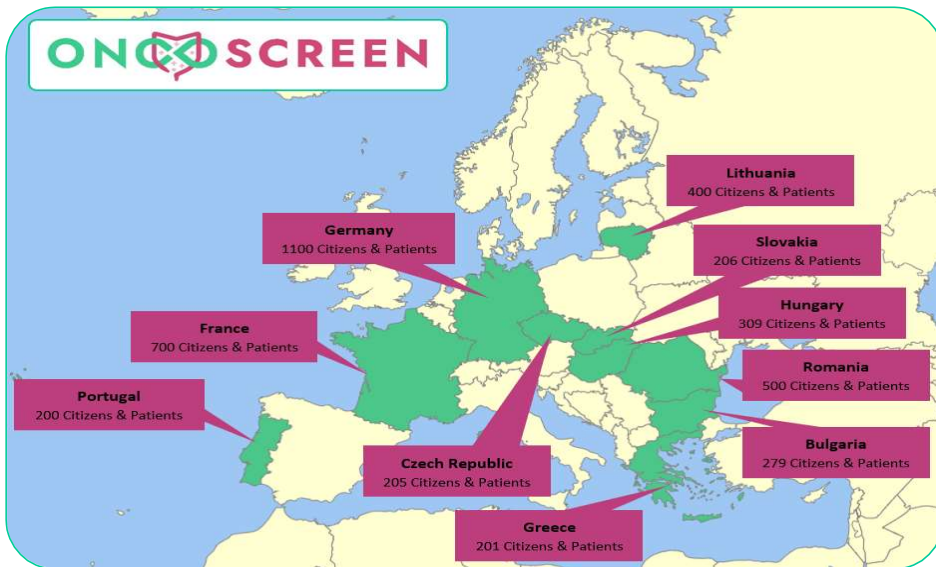 ONCOSCREEN
Lithuania
400 Citizens & Patients
Germany
1100 Citizens & Patients
Slovakia
206 Citizens & Patients
Hungary
309 Citizens & Patients
France
700 Citizens & Patients
Romania
500 Citizens & Patients
Portugal
200 Citizens & Patients
Bulgaria
279 Citizens & Patients
Czech Republic
205 Citizens & Patients
Greece
201 Citizens & Patients